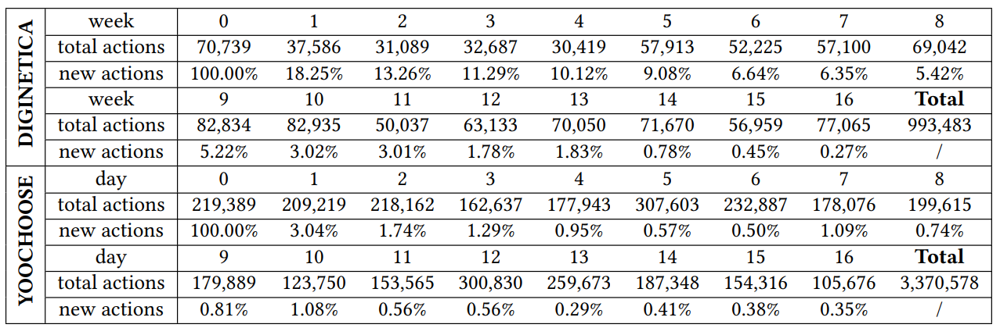 DIGINETICA
week 0 1 2 3 4 5 6 7 8
total actions 70,739 37,586 31,089 32,687 30,419 57,913 52,225 57,100 69,042
new actions 100.00% 18.25% 13.26% 11.29% 10.12% 9.08% 6.64% 6.35% 5.42%
week 9 10 11 12 13 14 15 16 Total
total actions 82,834 82,935 50,037 63,133 70,050 71,670 56,959 77,065 993,483
new actions 5.22% 3.02% 3.01% 1.78% 1.83% 0.78% 0.45% 0.27% /
YOOCHOOSE
day 0 1 2 3 4 5 6 7 8
total actions 219,389 209,219 218,162 162,637 177,943 307,603 232,887 178,076 199,615
new actions 100.00% 3.04% 1.74% 1.29% 0.95% 0.57% 0.50% 1.09% 0.74%
day 9 10 11 12 13 14 15 16 Total
total actions 179,889 123,750 153,565 300,830 259,673 187,348 154,316 105,676 3,370,578
new actions 0.81% 1.08% 0.56% 0.56% 0.29% 0.41% 0.38% 0.35% /